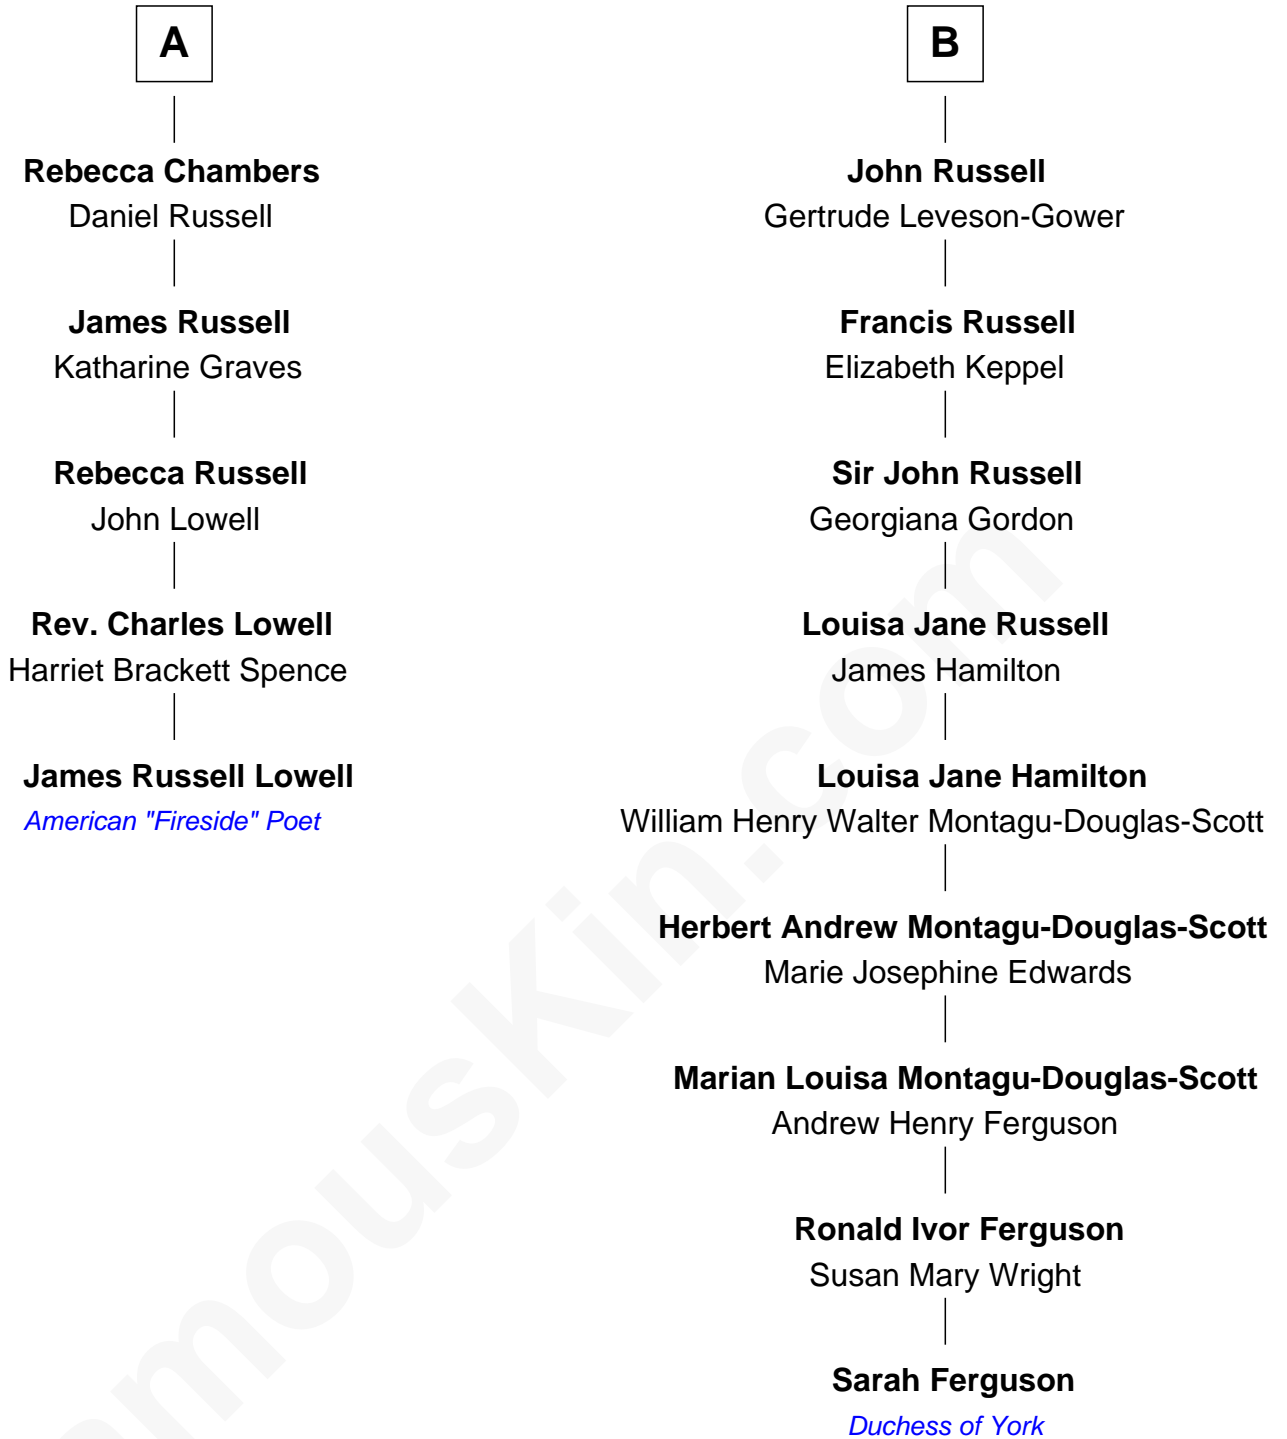 A
Rebecca Chambers
Daniel Russell
James Russell
Katharine Graves
Rebecca Russell
John Lowell
Rev. Charles Lowell
Harriet Brackett Spence
James Russell Lowell
American "Fireside" Poet
B
John Russell
Gertrude Leveson-Gower
Francis Russell
Elizabeth Keppel
Sir John Russell
Georgiana Gordon
Louisa Jane Russell
James Hamilton
Louisa Jane Hamilton
William Henry Walter Montagu-Douglas-Scott
Herbert Andrew Montagu-Douglas-Scott
Marie Josephine Edwards
Marian Louisa Montagu-Douglas-Scott
Andrew Henry Ferguson
Ronald Ivor Ferguson
Susan Mary Wright
Sarah Ferguson
Duchess of York
amousKin.com